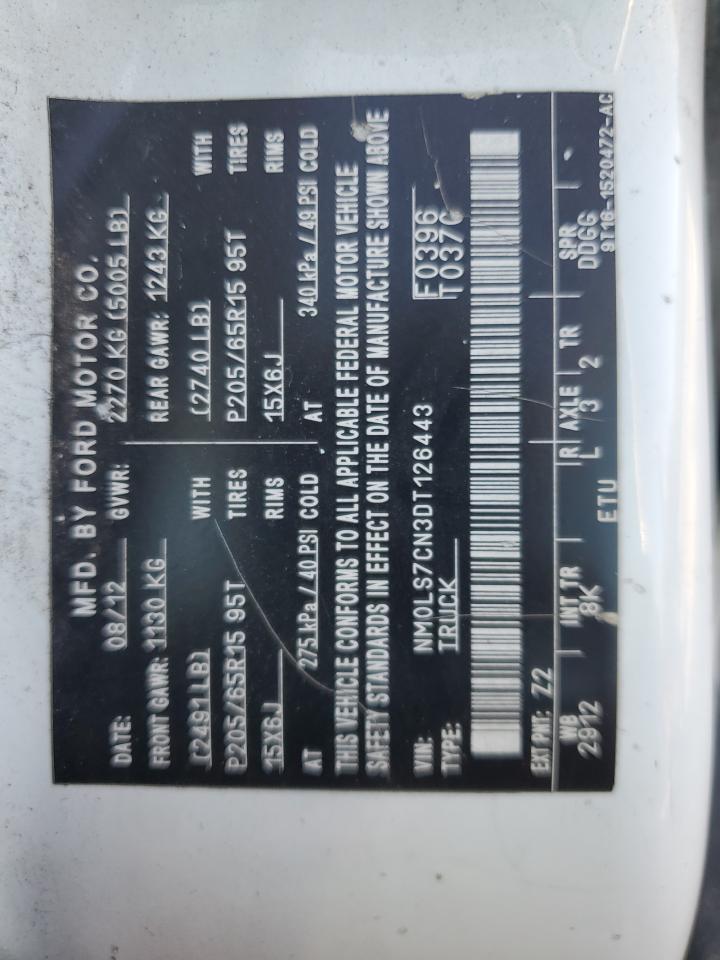 MFD. BY FORD MOTOR CO.
DATE: 08/12 GVWR: 2270 KG (5005 LB)
FRONT GAWR: 1130 KG REAR GAWR: 1243 KG
(2491LB) WITH (2740 LB) WITH
P205/65R15 95T TIRES P205/65R15 95T TIRES
15X6J RIMS 15X6J RIMS
AT 275 kPa / 40 PSI COLD AT 340 kPa / 49 PSI COLD
THIS VEHICLE CONFORMS TO ALL APPLICABLE FEDERAL MOTOR VEHICLE
SAFETY STANDARDS IN EFFECT ON THE DATE OF MANUFACTURE SHOWN ABOVE
VIN: NM0LS7CN3DT126443 F0396
TYPE: TRUCK T037C
EXT PNT: Z2
WB INT TR R AXLE TR SPR
2912 8K L 3 2 DDGG
ETU 9T16-1520472-AC